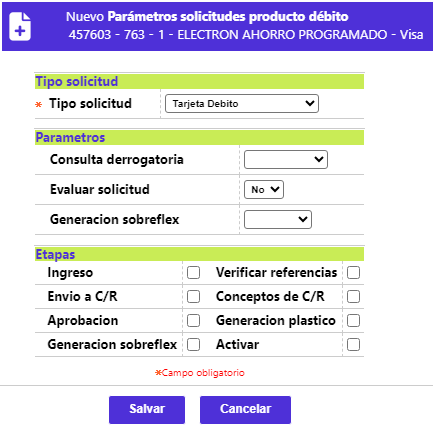 Nuevo Parámetros solicitudes producto débito
457603 - 763 - 1 - ELECTRON AHORRO PROGRAMADO - Visa
Tipo solicitud
* Tipo solicitud Tarjeta Debito
Parametros
Consulta derrogatoria
Evaluar solicitud No
Generacion sobreflex
Etapas
Ingreso Verificar referencias
Envio a C/R Conceptos de C/R
Aprobacion Generacion plastico
Generacion sobreflex Activar
*Campo obligatorio
Salvar Cancelar